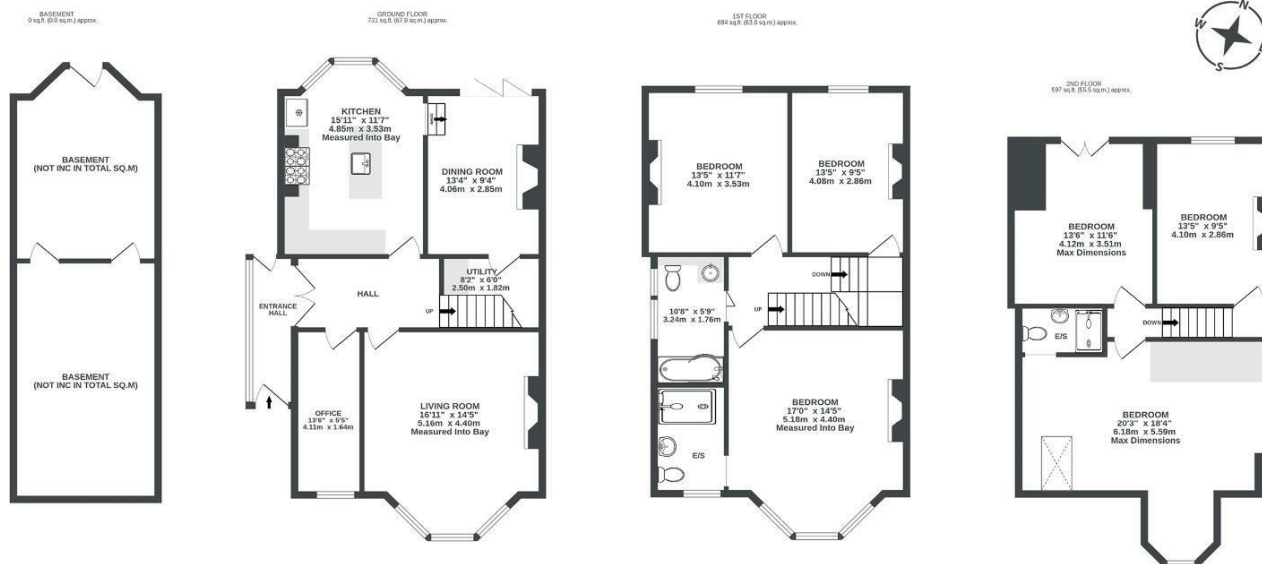 BASEMENT
0 sq.ft. (0.0 sq.m.) approx.
BASEMENT
(NOT INC IN TOTAL SQ.M)
BASEMENT
(NOT INC IN TOTAL SQ.M)
GROUND FLOOR
731 sq.ft. (67.9 sq.m.) approx.
KITCHEN
15'11" x 11'7"
4.85m x 3.53m
Measured Into Bay
DOWN
DINING ROOM
13'4" x 9'4"
4.06m x 2.85m
UTILITY
8'2" x 6'0"
2.50m x 1.82m
HALL
UP
ENTRANCE
HALL
OFFICE
13'6" x 5'5"
4.11m x 1.64m
LIVING ROOM
16'11" x 14'5"
5.16m x 4.40m
Measured Into Bay
1ST FLOOR
684 sq.ft. (63.6 sq.m.) approx.
BEDROOM
13'5" x 11'7"
4.10m x 3.53m
BEDROOM
13'5" x 9'5"
4.08m x 2.86m
DOWN
10'8" x 5'9"
3.24m x 1.76m
UP
E/S
BEDROOM
17'0" x 14'5"
5.18m x 4.40m
Measured Into Bay
N
W
S
2ND FLOOR
597 sq.ft. (55.5 sq.m.) approx.
BEDROOM
13'6" x 11'6"
4.12m x 3.51m
Max Dimensions
BEDROOM
13'5" x 9'5"
4.10m x 2.86m
DOWN
E/S
BEDROOM
20'3" x 18'4"
6.18m x 5.59m
Max Dimensions